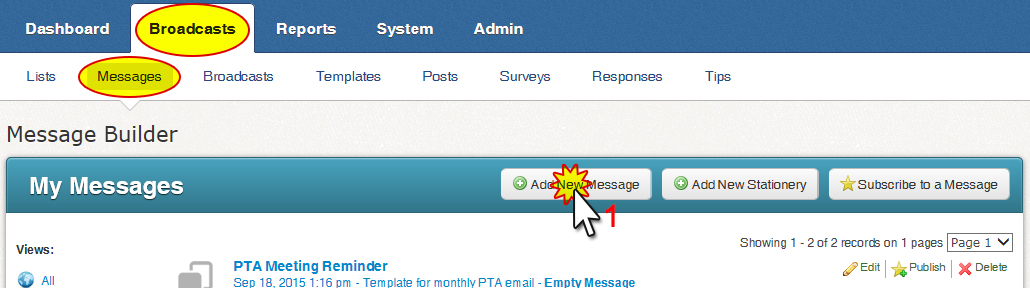 Dashboard Broadcasts Reports System Admin
Lists Messages Broadcasts Templates Posts Surveys Responses Tips
Message Builder
My Messages Add New Message Add New Stationery Subscribe to a Message
1
Showing 1 - 2 of 2 records on 1 pages Page 1
Views:
PTA Meeting Reminder Edit Publish Delete
All Sep 18, 2015 1:16 pm - Template for monthly PTA email - Empty Message